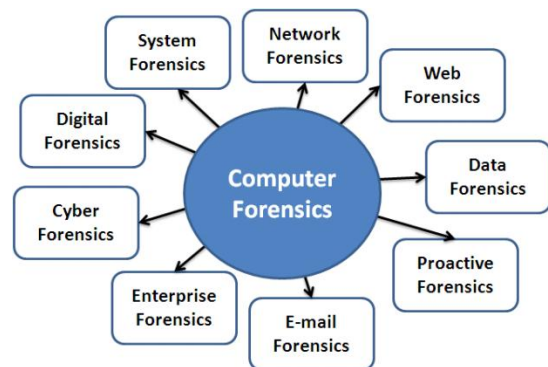 System
Forensics
Network
Forensics
Web
Forensics
Digital
Forensics
Computer
Forensics
Data
Forensics
Cyber
Forensics
Proactive
Forensics
Enterprise
Forensics
E-mail
Forensics